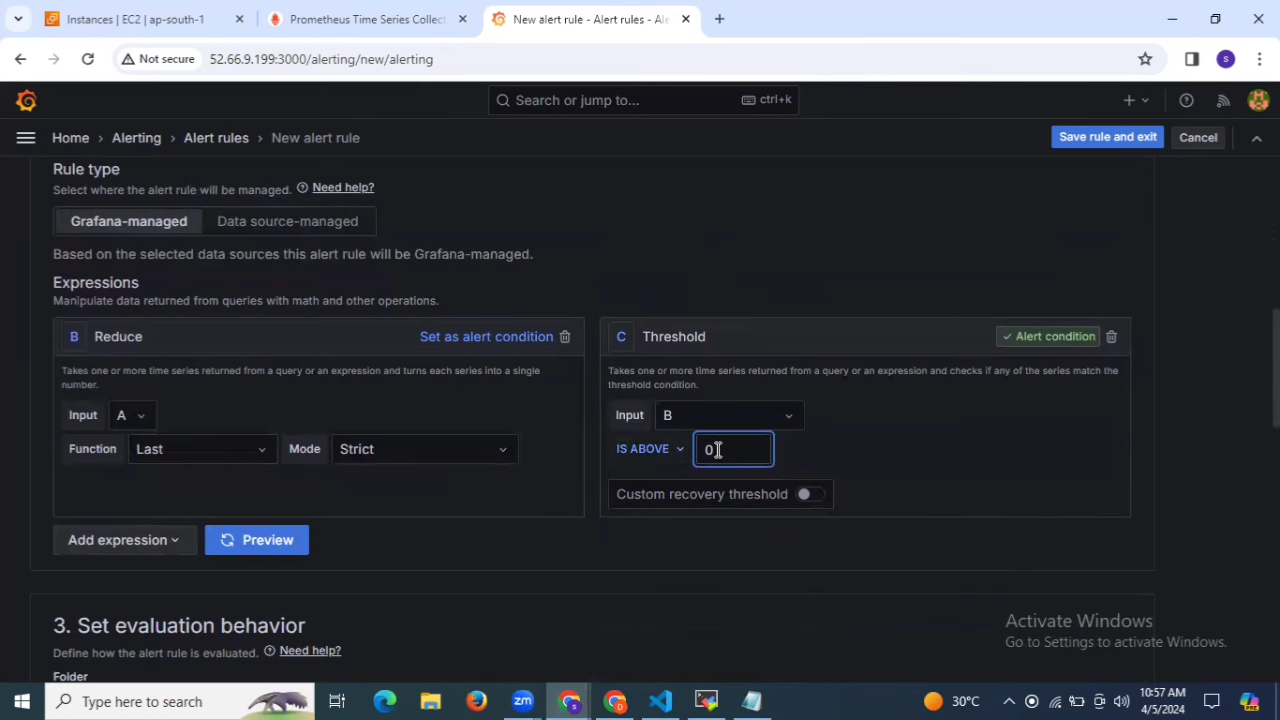 Instances | EC2 | ap-south-1
Prometheus Time Series Collect
New alert rule - Alert rules - Ale
Not secure
52.66.9.199:3000/alerting/new/alerting
s
Search or jump to...
ctrl+k
Home > Alerting > Alert rules > New alert rule
Save rule and exit
Cancel
Rule type
Select where the alert rule will be managed. Need help?
Grafana-managed
Data source-managed
Based on the selected data sources this alert rule will be Grafana-managed.
Expressions
Manipulate data returned from queries with math and other operations.
B Reduce
Set as alert condition
Takes one or more time series returned from a query or an expression and turns each series into a single
number.
Input A
Function Last Mode Strict
C Threshold
Alert condition
Takes one or more time series returned from a query or an expression and checks if any of the series match the
threshold condition.
Input B
IS ABOVE 0
Custom recovery threshold
Add expression
Preview
3. Set evaluation behavior
Define how the alert rule is evaluated. Need help?
Folder
Activate Windows
Go to Settings to activate Windows.
Type here to search
zm
30°C
10:57 AM
4/5/2024